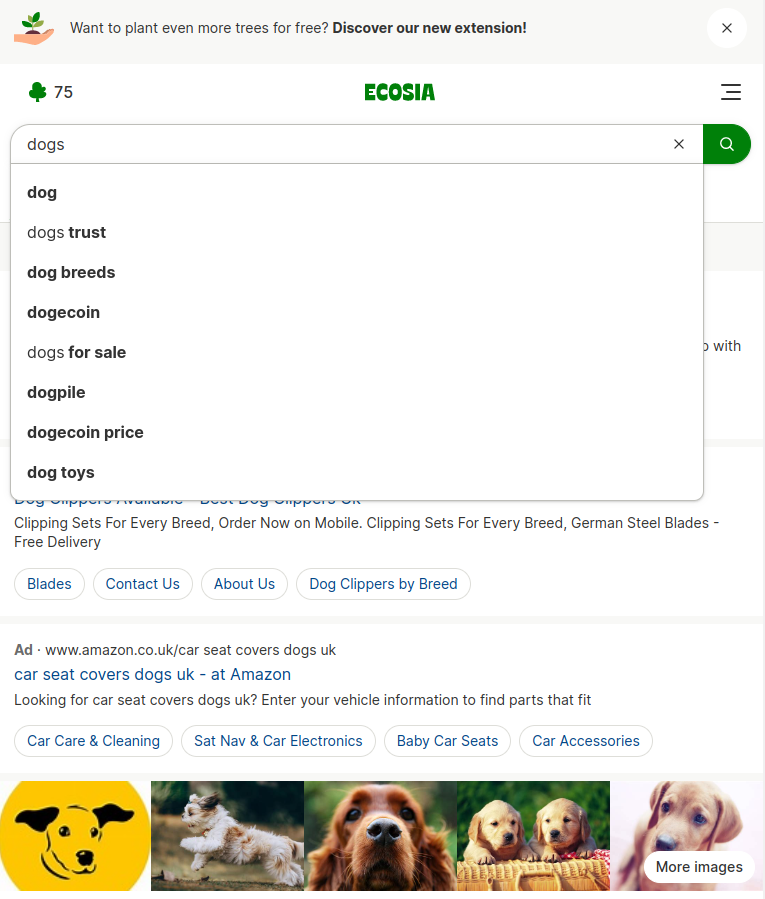 Want to plant even more trees for free? Discover our new extension!
75
ECOSIA
dogs
dog
dogs trust
dog breeds
dogecoin
dogs for sale
with
dogpile
dogecoin price
dog toys
Dog Clippers Available - Best Dog Clippers UK
Clipping Sets For Every Breed, Order Now on Mobile. Clipping Sets For Every Breed, German Steel Blades -
Free Delivery
Blades Contact Us About Us Dog Clippers by Breed
Ad · www.amazon.co.uk/car seat covers dogs uk
car seat covers dogs uk - at Amazon
Looking for car seat covers dogs uk? Enter your vehicle information to find parts that fit
Car Care & Cleaning Sat Nav & Car Electronics Baby Car Seats Car Accessories
More images